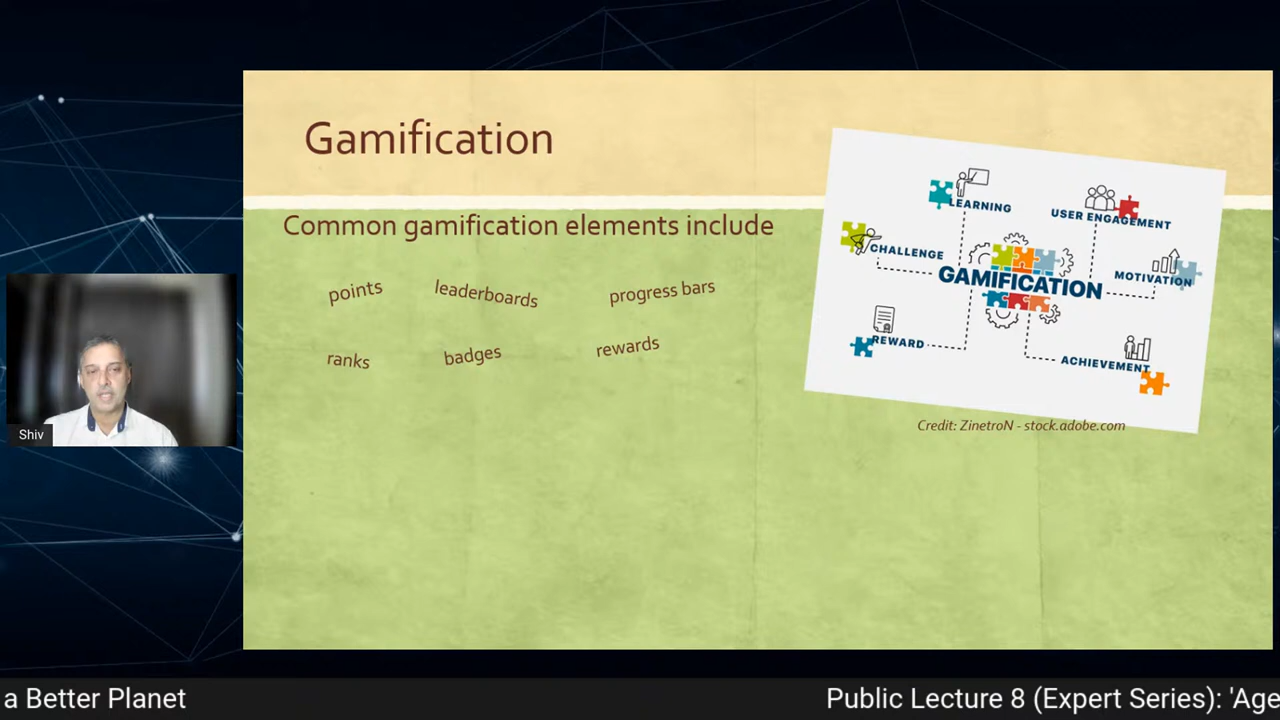 Gamification
Common gamification elements include
points leaderboards progress bars
ranks badges rewards
LEARNING
USER ENGAGEMENT
CHALLENGE
MOTIVATION
GAMIFICATION
REWARD
ACHIEVEMENT
Credit: ZinetroN - stock.adobe.com
Shiv
a Better Planet
Public Lecture 8 (Expert Series): 'Age